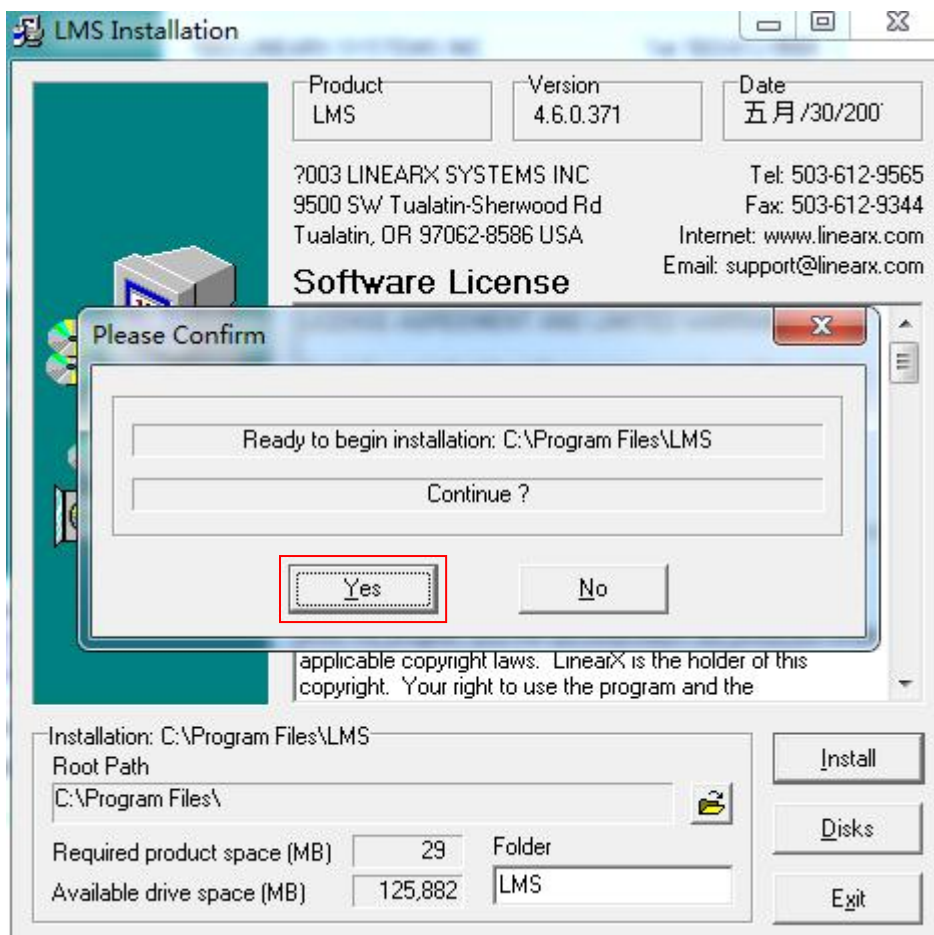 LMS Installation
Product
LMS
Version
4.6.0.371
Date
五月/30/200
?003 LINEARX SYSTEMS INC
9500 SW Tualatin-Sherwood Rd
Tualatin, OR 97062-8586 USA
Tel: 503-612-9565
Fax: 503-612-9344
Internet: www.linearx.com
Email: support@linearx.com
Software License
Please Confirm
Ready to begin installation: C:\Program Files\LMS
Continue ?
Yes
No
applicable copyright laws.  LinearX is the holder of this
copyright.  Your right to use the program and the
Installation: C:\Program Files\LMS
Root Path
C:\Program Files\
Required product space (MB)
29
Available drive space (MB)
125,882
Folder
LMS
Install
Disks
Exit